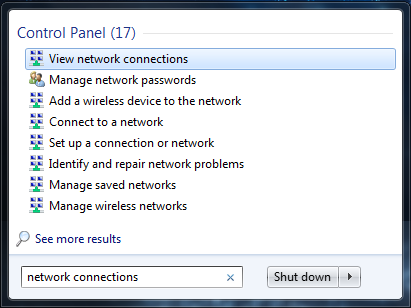 Control Panel (17)
View network connections
Manage network passwords
Add a wireless device to the network
Connect to a network
Set up a connection or network
Identify and repair network problems
Manage saved networks
Manage wireless networks
See more results
network connections
Shut down